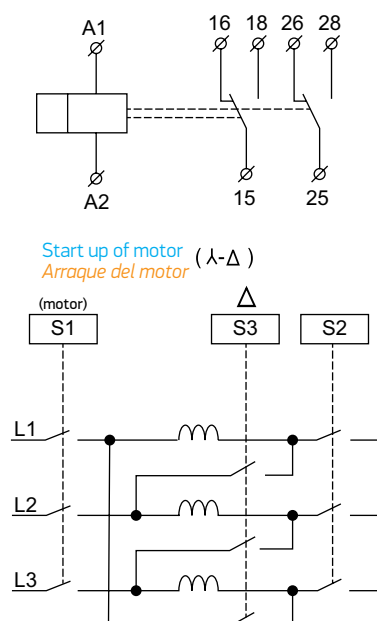 A1 16 18 26 28
A2 15 25
Start up of motor (⅄-Δ)
Arraque del motor
(motor) Δ
S1 S3 S2
L1
L2
L3